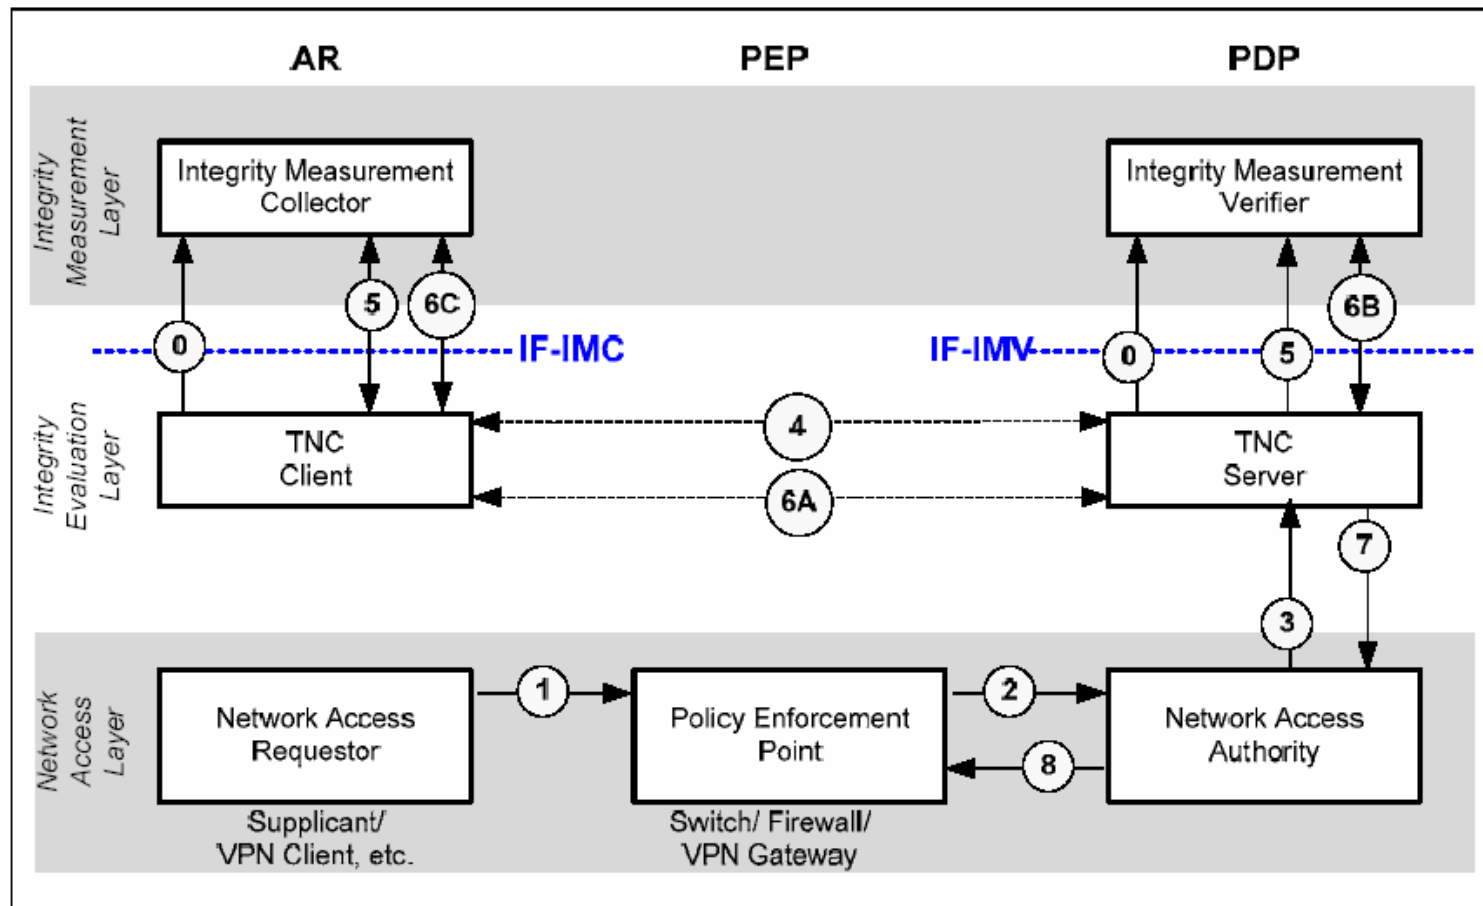 AR
PEP
PDP
Integrity
Measurement
Layer
Integrity Measurement
Collector
Integrity Measurement
Verifier
0
5
6C
IF-IMC
IF-IMV
0
5
6B
Integrity
Evaluation
Layer
TNC
Client
4
6A
TNC
Server
3
7
Network
Access
Layer
Network Access
Requestor
1
Policy Enforcement
Point
2
8
Network Access
Authority
Supplicant/
VPN Client, etc.
Switch/ Firewall/
VPN Gateway